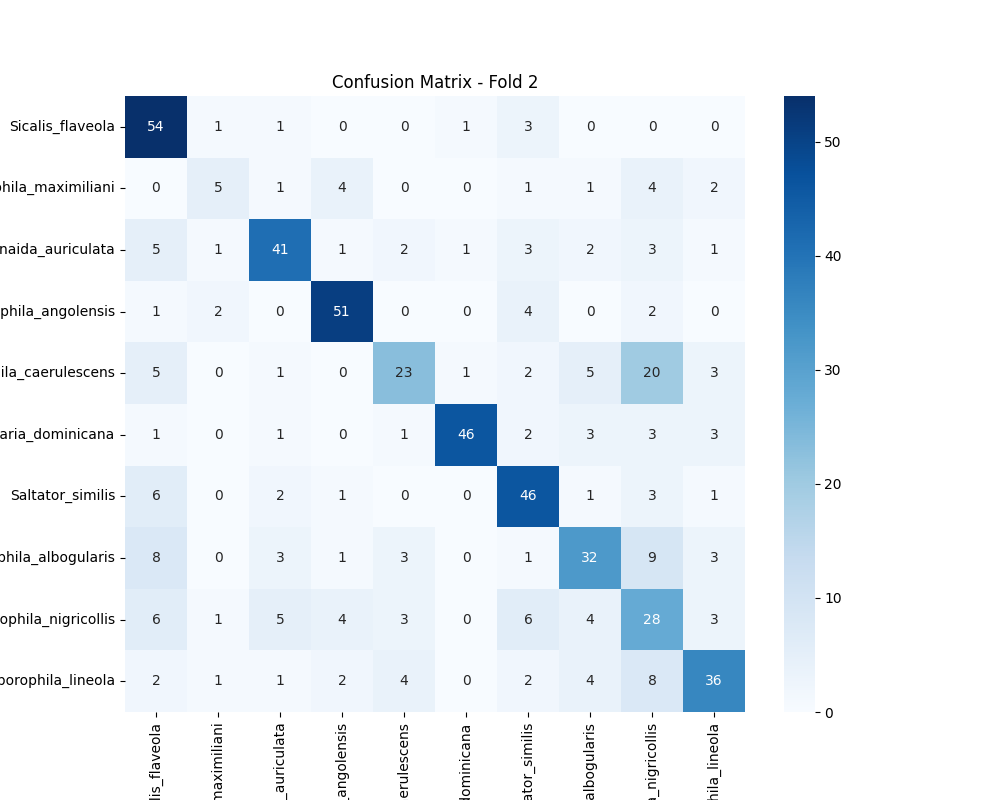 Confusion Matrix - Fold 2
Sicalis_flaveola 54 1 1 0 0 1 3 0 0 0
phila_maximiliani 0 5 1 4 0 0 1 1 4 2
naida_auriculata 5 1 41 1 2 1 3 2 3 1
phila_angolensis 1 2 0 51 0 0 4 0 2 0
ila_caerulescens 5 0 1 0 23 1 2 5 20 3
aria_dominicana 1 0 1 0 1 46 2 3 3 3
Saltator_similis 6 0 2 1 0 0 46 1 3 1
phila_albogularis 8 0 3 1 3 0 1 32 9 3
ophila_nigricollis 6 1 5 4 3 0 6 4 28 3
porophila_lineola 2 1 1 2 4 0 2 4 8 36
lis_flaveola
maximiliani
_auriculata
angolensis
erulescens
dominicana
ator_similis
albogularis
a_nigricollis
hila_lineola
50
40
30
20
10
0